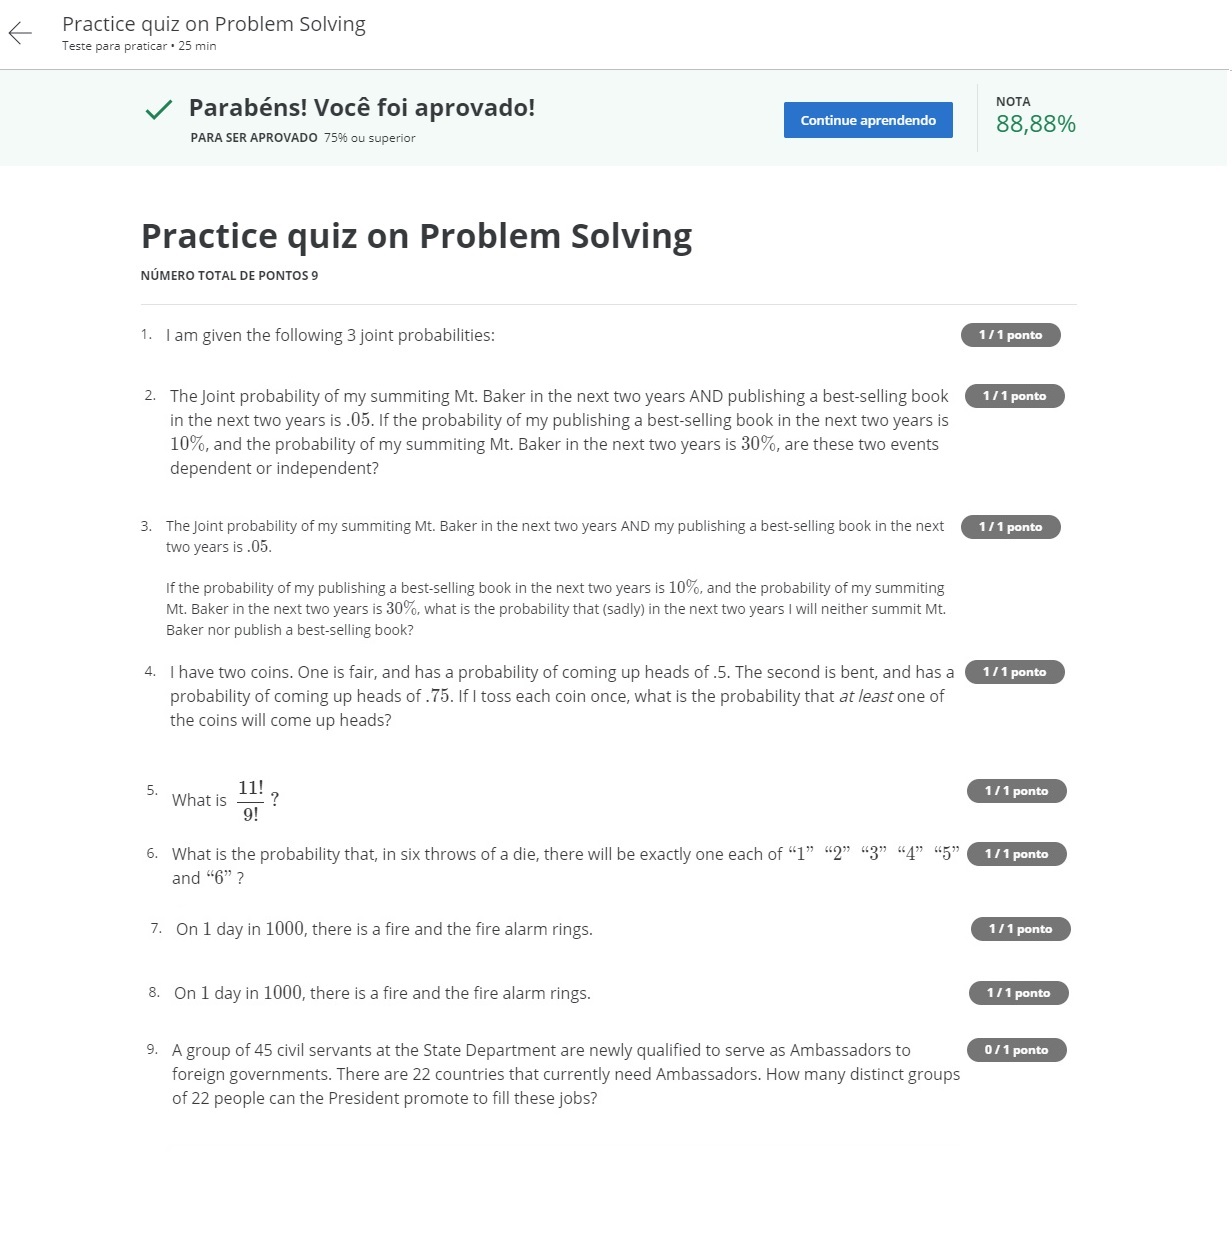 Practice quiz on Problem Solving
Teste para praticar • 25 min
Parabéns! Você foi aprovado!
PARA SER APROVADO 75% ou superior
Continue aprendendo
NOTA
88,88%
Practice quiz on Problem Solving
NÚMERO TOTAL DE PONTOS 9
1. I am given the following 3 joint probabilities:
1 / 1 ponto
2. The Joint probability of my summiting Mt. Baker in the next two years AND publishing a best-selling book
in the next two years is .05. If the probability of my publishing a best-selling book in the next two years is
10%, and the probability of my summiting Mt. Baker in the next two years is 30%, are these two events
dependent or independent?
1 / 1 ponto
3. The Joint probability of my summiting Mt. Baker in the next two years AND my publishing a best-selling book in the next
two years is .05.
If the probability of my publishing a best-selling book in the next two years is 10%, and the probability of my summiting
Mt. Baker in the next two years is 30%, what is the probability that (sadly) in the next two years I will neither summit Mt.
Baker nor publish a best-selling book?
1 / 1 ponto
4. I have two coins. One is fair, and has a probability of coming up heads of .5. The second is bent, and has a
probability of coming up heads of .75. If I toss each coin once, what is the probability that at least one of
the coins will come up heads?
1 / 1 ponto
5. What is 11!/9! ?
1 / 1 ponto
6. What is the probability that, in six throws of a die, there will be exactly one each of “1” “2” “3” “4” “5”
and “6” ?
1 / 1 ponto
7. On 1 day in 1000, there is a fire and the fire alarm rings.
1 / 1 ponto
8. On 1 day in 1000, there is a fire and the fire alarm rings.
1 / 1 ponto
9. A group of 45 civil servants at the State Department are newly qualified to serve as Ambassadors to
foreign governments. There are 22 countries that currently need Ambassadors. How many distinct groups
of 22 people can the President promote to fill these jobs?
0 / 1 ponto